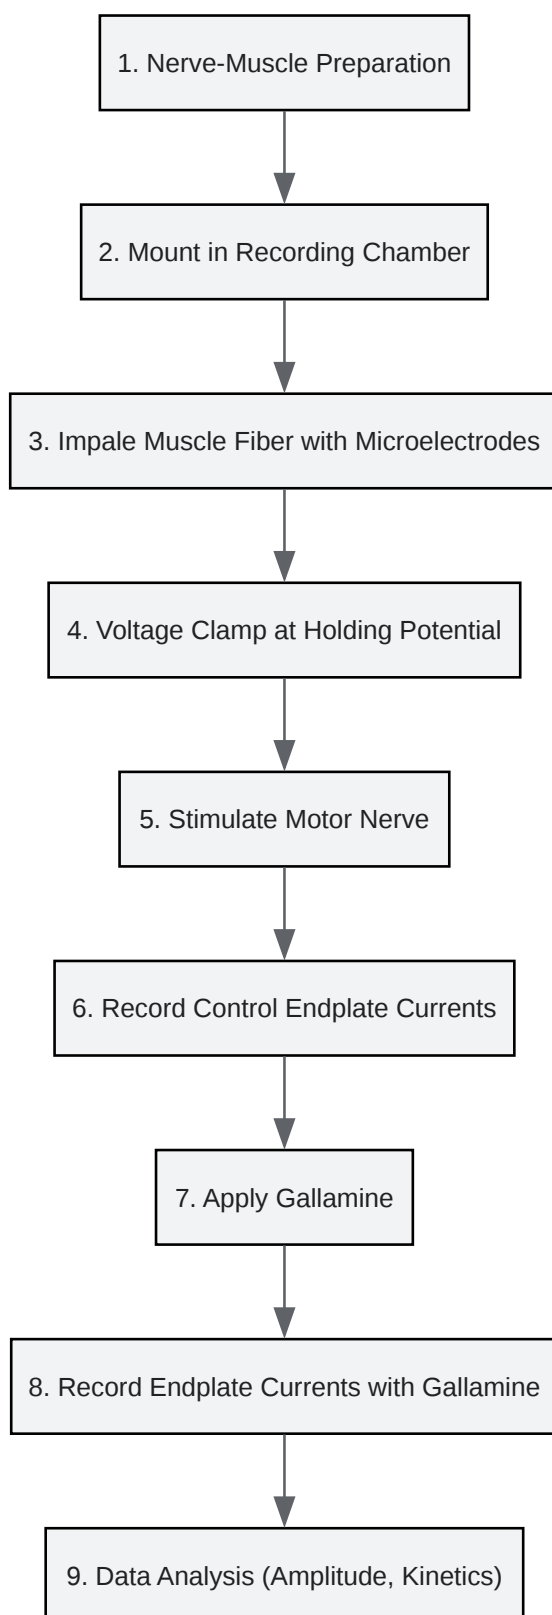 1. Nerve-Muscle Preparation
2. Mount in Recording Chamber
3. Impale Muscle Fiber with Microelectrodes
4. Voltage Clamp at Holding Potential
5. Stimulate Motor Nerve
6. Record Control Endplate Currents
7. Apply Gallamine
8. Record Endplate Currents with Gallamine
9. Data Analysis (Amplitude, Kinetics)